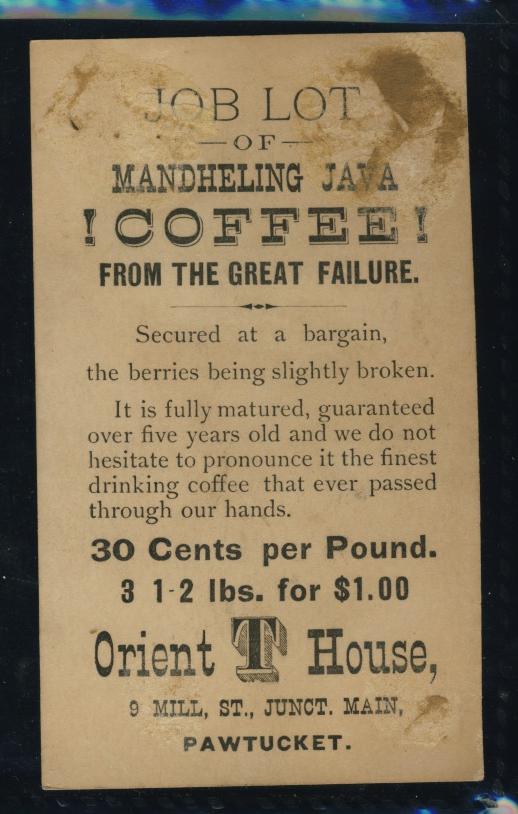 JOB LOT
—OF—
MANDHELING JAVA
! COFFEE !
FROM THE GREAT FAILURE.
Secured at a bargain,
the berries being slightly broken.
It is fully matured, guaranteed
over five years old and we do not
hesitate to pronounce it the finest
drinking coffee that ever passed
through our hands.
30 Cents per Pound.
3 1-2 lbs. for $1.00
Orient T House,
9 MILL, ST., JUNCT. MAIN,
PAWTUCKET.